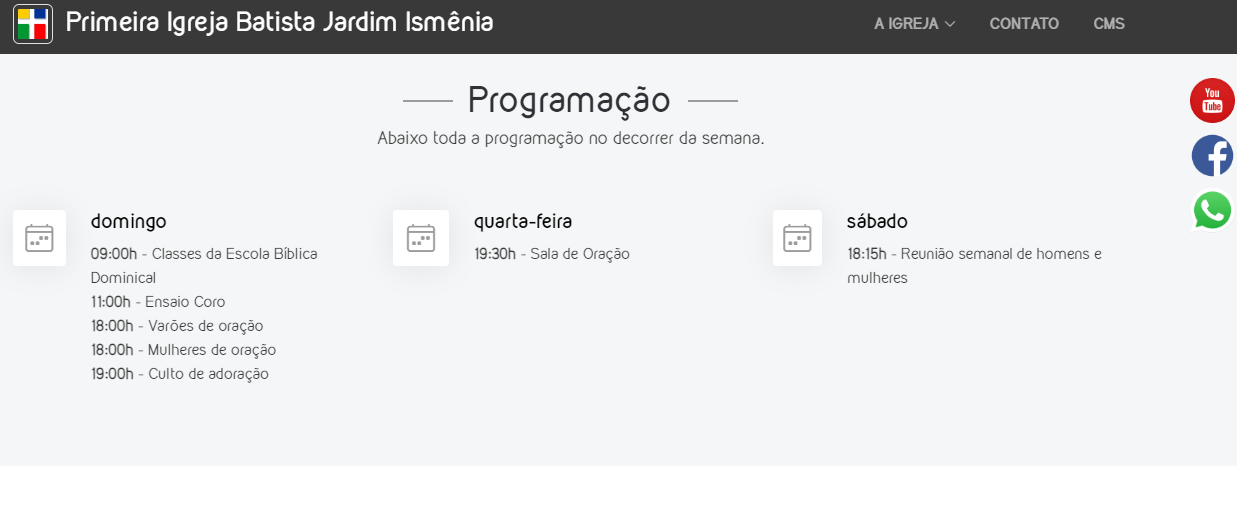 Primeira Igreja Batista Jardim Ismênia
A IGREJA
CONTATO
CMS
Programação
Abaixo toda a programação no decorrer da semana.
You
Tube
domingo
09:00h - Classes da Escola Bíblica
Dominical
11:00h - Ensaio Coro
18:00h - Varões de oração
18:00h - Mulheres de oração
19:00h - Culto de adoração
quarta-feira
19:30h - Sala de Oração
sábado
18:15h - Reunião semanal de homens e
mulheres